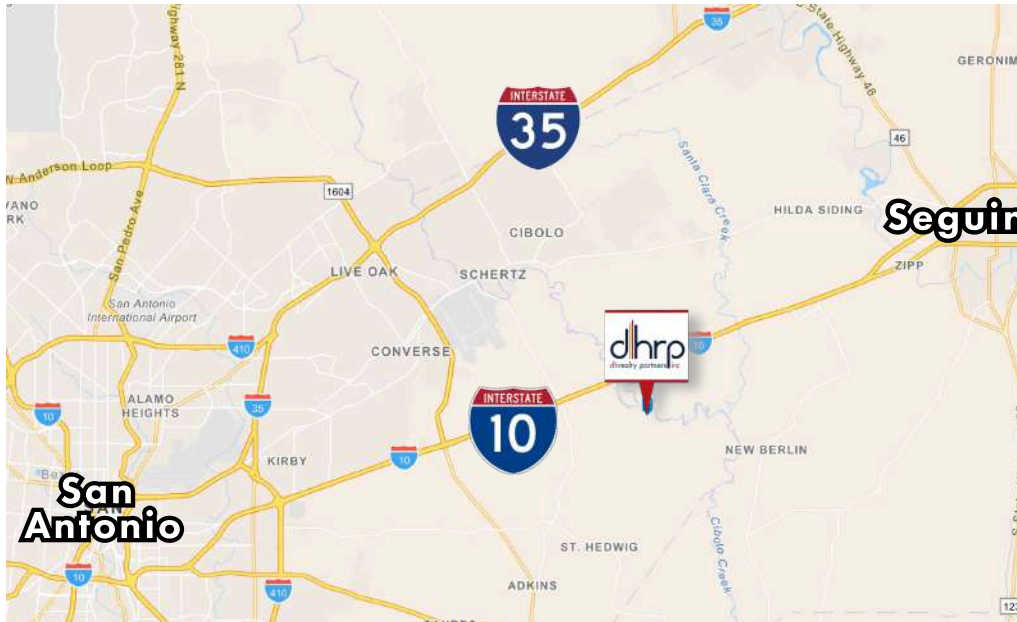 Highway 281 N
35
State Highway 46
GERONIM
INTERSTATE
35
46
W Anderson Loop
1604
Santa Clara Creek
San Pedro Ave
HILDA SIDING
Seguin
CIBOLO
ZIPP
LIVE OAK
SCHERTZ
San Antonio
International Airport
410
CONVERSE
dhrp
dhrealty partners, inc
10
ALAMO
HEIGHTS
10
35
INTERSTATE
10
10
KIRBY
NEW BERLIN
San
Antonio
ST. HEDWIG
Cibolo Creek
10
410
ADKINS
123